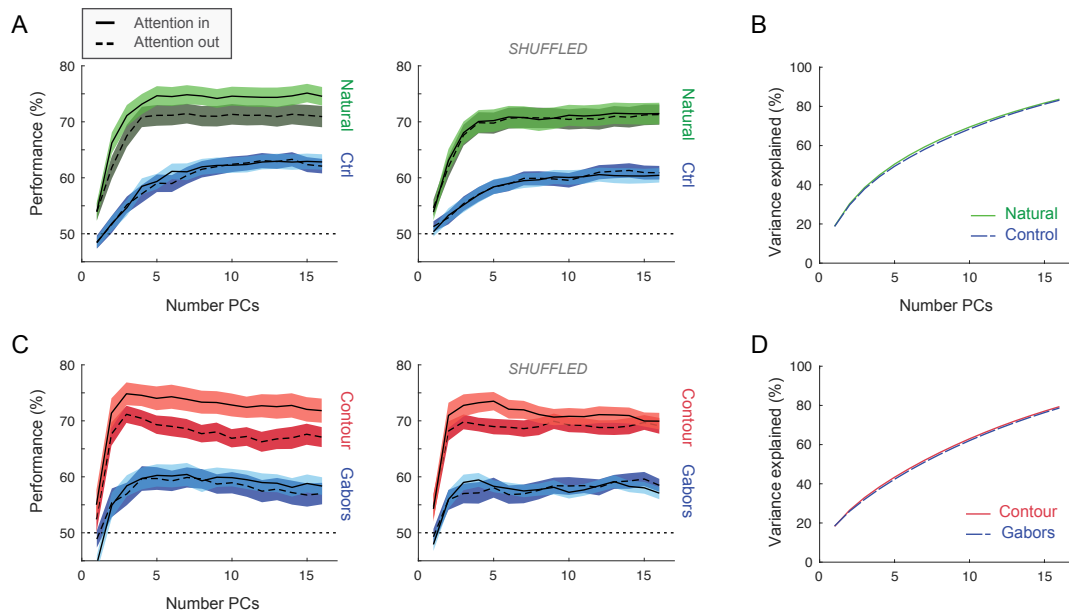 A
Attention in
Attention out
Performance (%)
80
70
60
50
0
5
10
15
Number PCs
Natural
Ctrl
SHUFFLED
80
70
60
50
0
5
10
15
Natural
Ctrl
B
Variance explained (%)
100
80
60
40
20
0
0
5
10
15
Number PCs
Natural
Control
C
Performance (%)
80
70
60
50
0
5
10
15
Number PCs
Contour
Gabors
SHUFFLED
80
70
60
50
0
5
10
15
Contour
Gabors
D
Variance explained (%)
100
80
60
40
20
0
0
5
10
15
Contour
Gabors